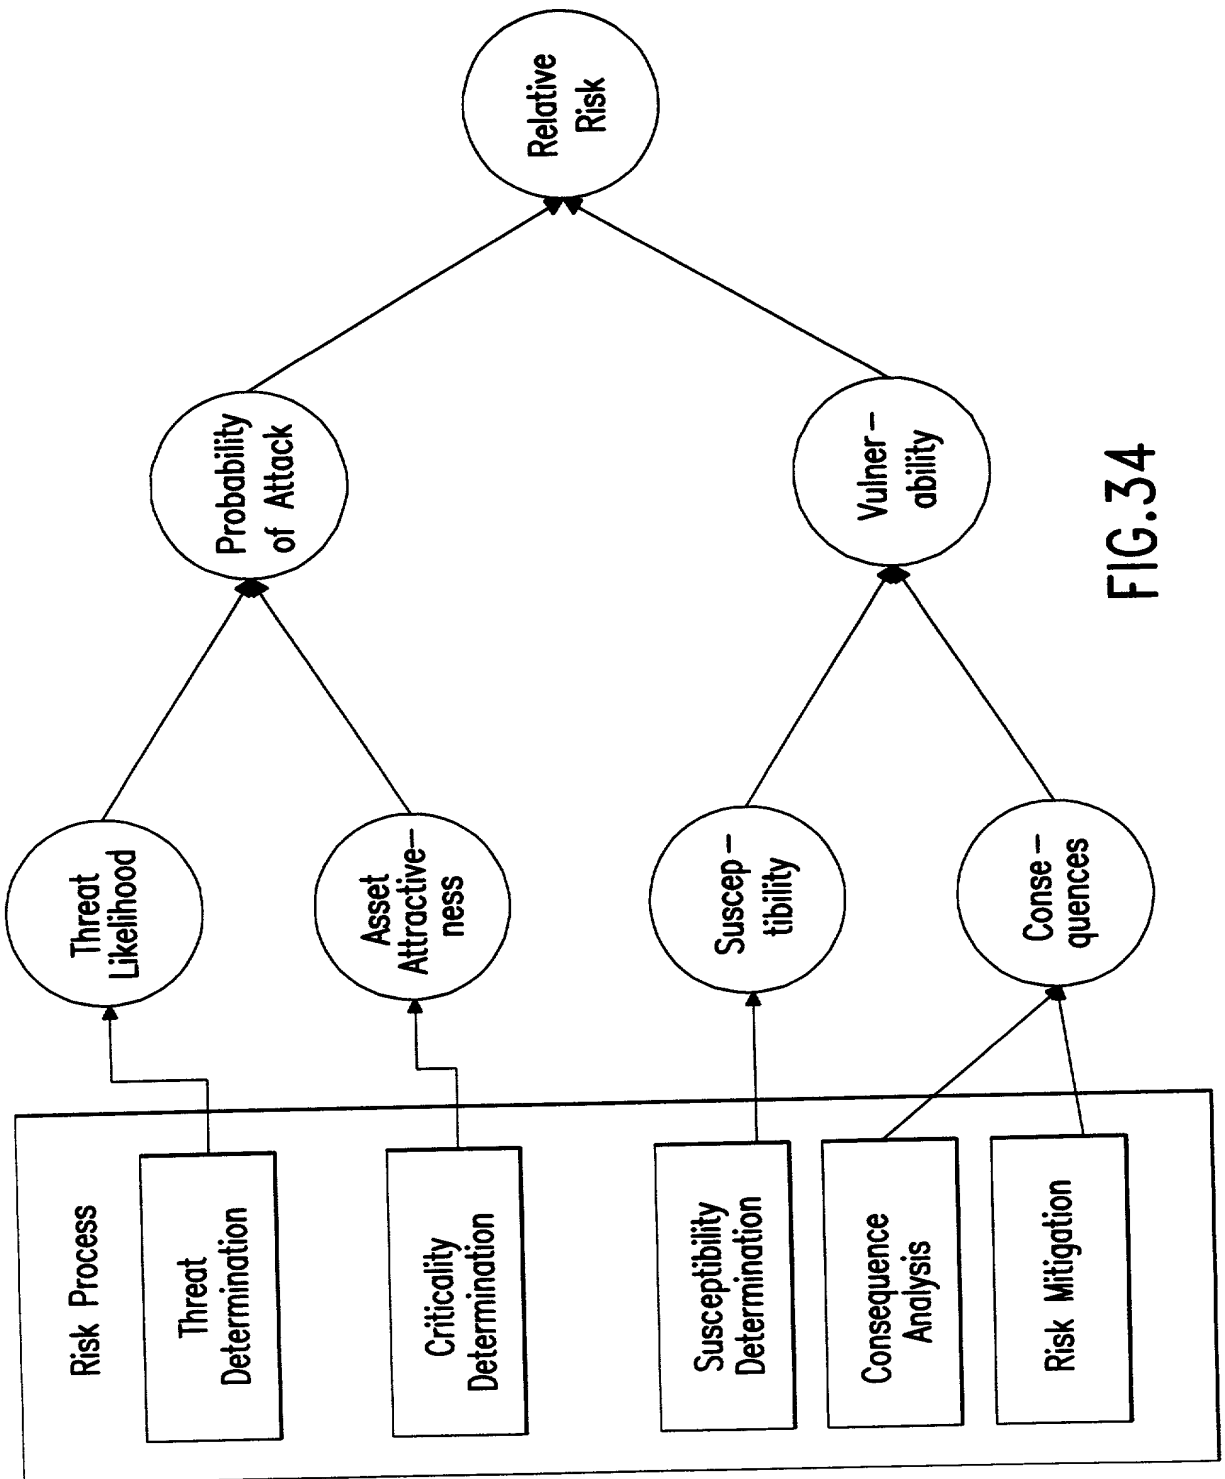 Risk Process
Threat
Determination
Criticality
Determination
Susceptibility
Determination
Consequence
Analysis
Risk Mitigation
Threat
Likelihood
Asset
Attractive-
ness
Suscep-
tibility
Conse-
quences
Probability
of Attack
Vulner-
ability
Relative
Risk
FIG.34